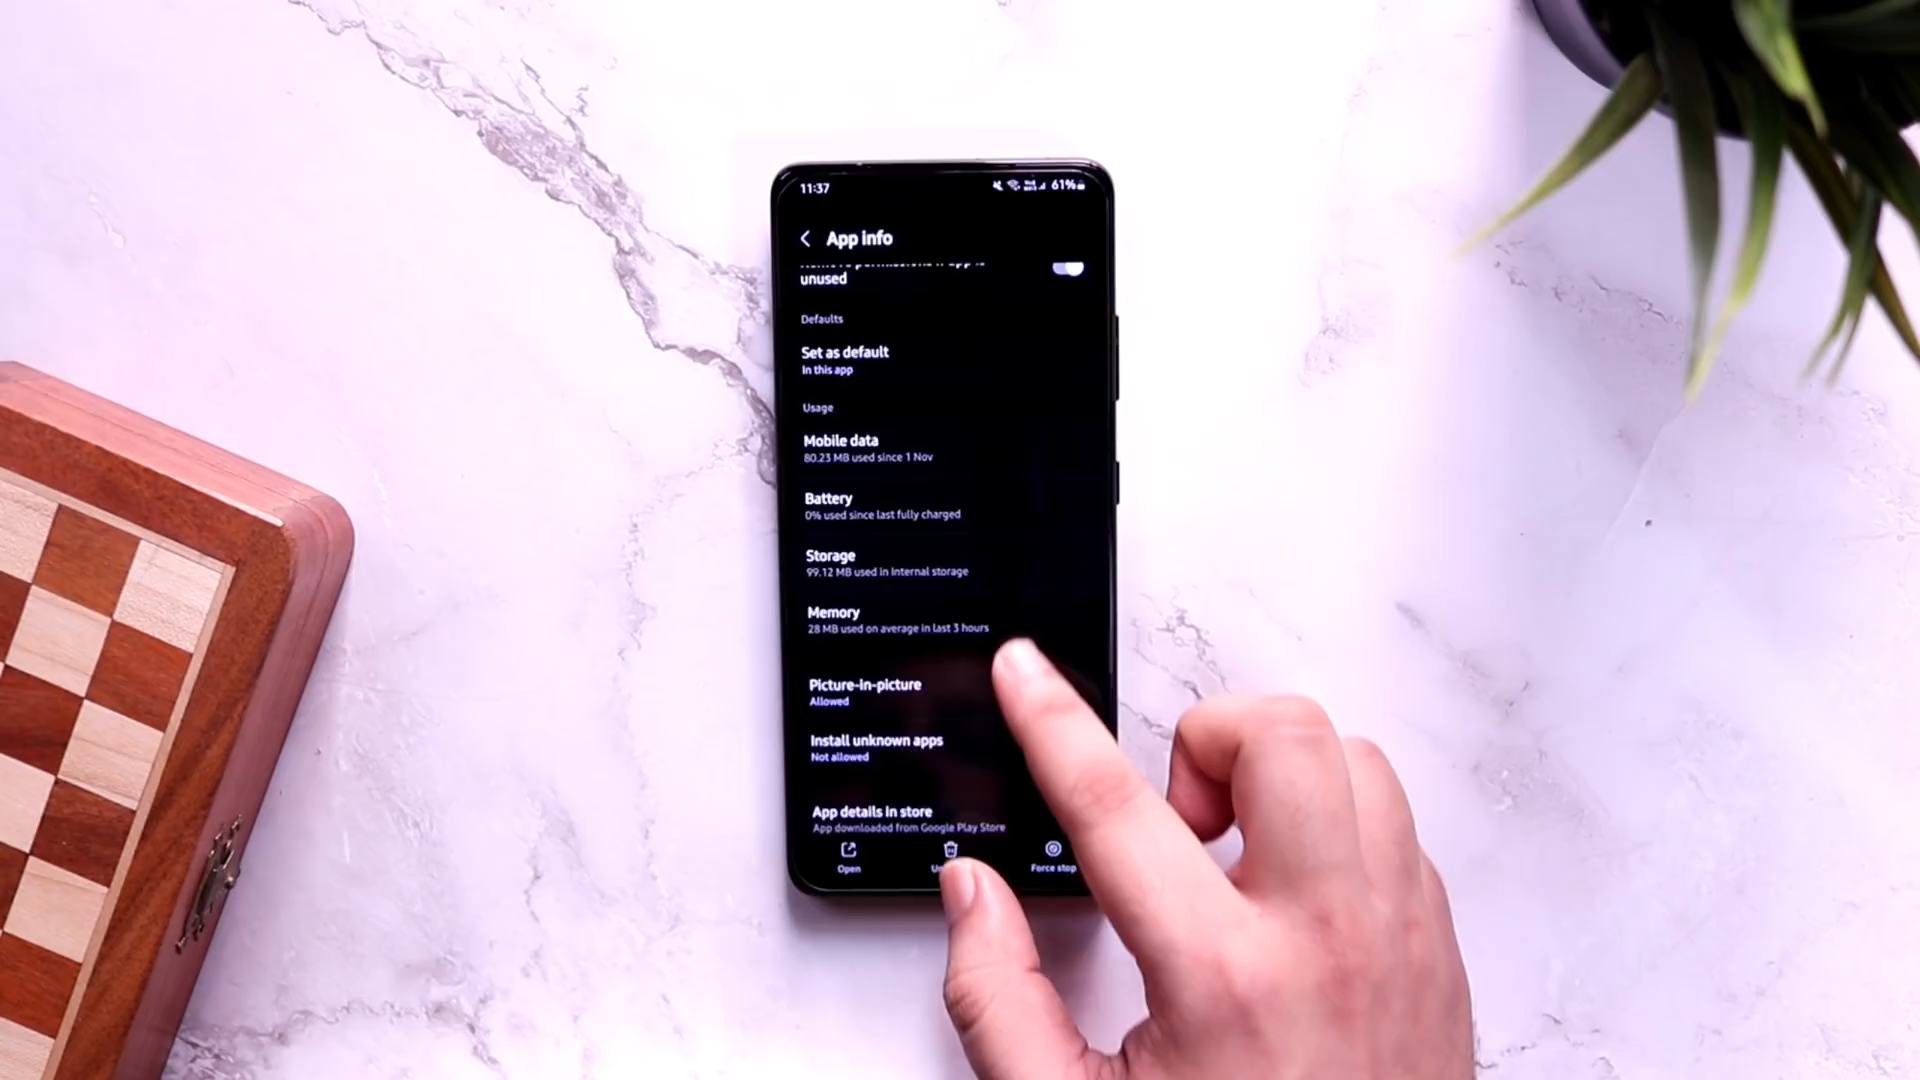 11:37
61%
App info
unused
Defaults
Set as default
In this app
Usage
Mobile data
80.23 MB used since 1 Nov
Battery
0% used since last fully charged
Storage
99.12 MB used in Internal storage
Memory
28 MB used on average in last 3 hours
Picture-in-picture
Allowed
Install unknown apps
Not allowed
App details in store
App downloaded from Google Play Store
Open
Force stop